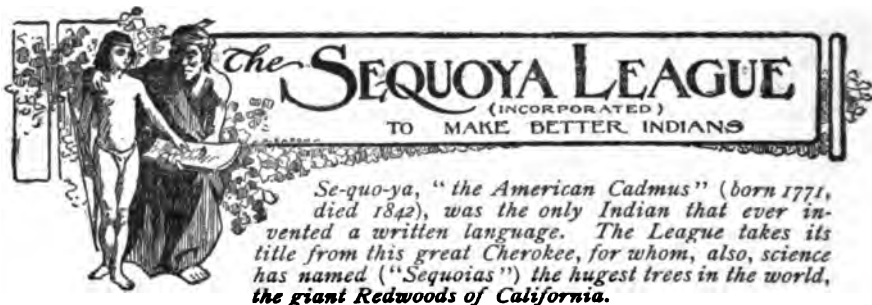 The SEQUOYA LEAGUE
(INCORPORATED)
TO MAKE BETTER INDIANS
Se-quo-ya, "the American Cadmus" (born 1771,
died 1842), was the only Indian that ever in-
vented a written language. The League takes its
title from this great Cherokee, for whom, also, science
has named ("Sequoias") the hugest trees in the world,
the giant Redwoods of California.